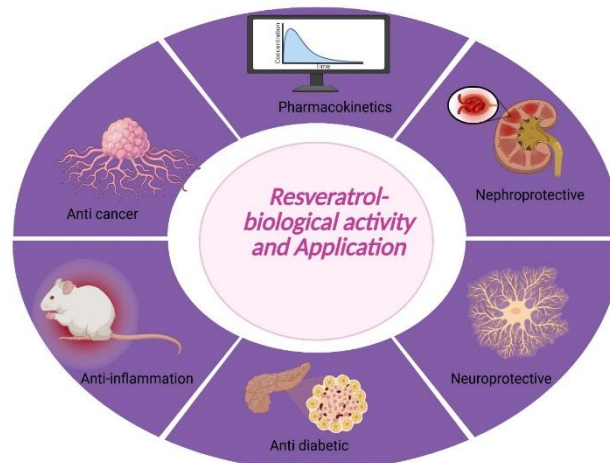 Concentration
Time
Pharmacokinetics
Anti cancer
Nephroprotective
Resveratrol-
biological activity
and Application
Anti-inflammation
Neuroprotective
Anti diabetic